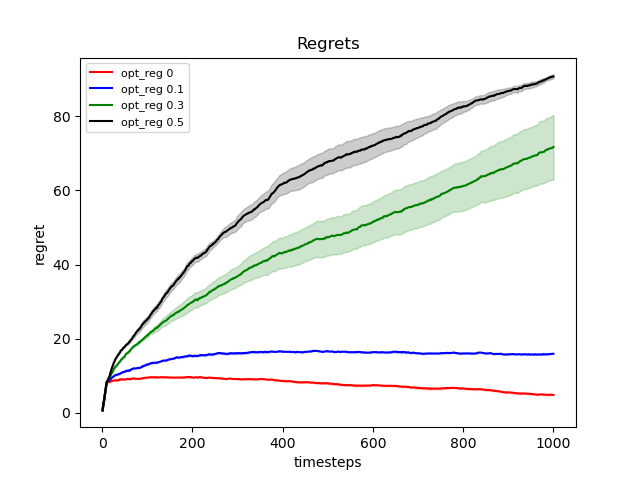 Regrets
opt_reg 0
opt_reg 0.1
opt_reg 0.3
opt_reg 0.5
regret
80
60
40
20
0
0 200 400 600 800 1000
timesteps